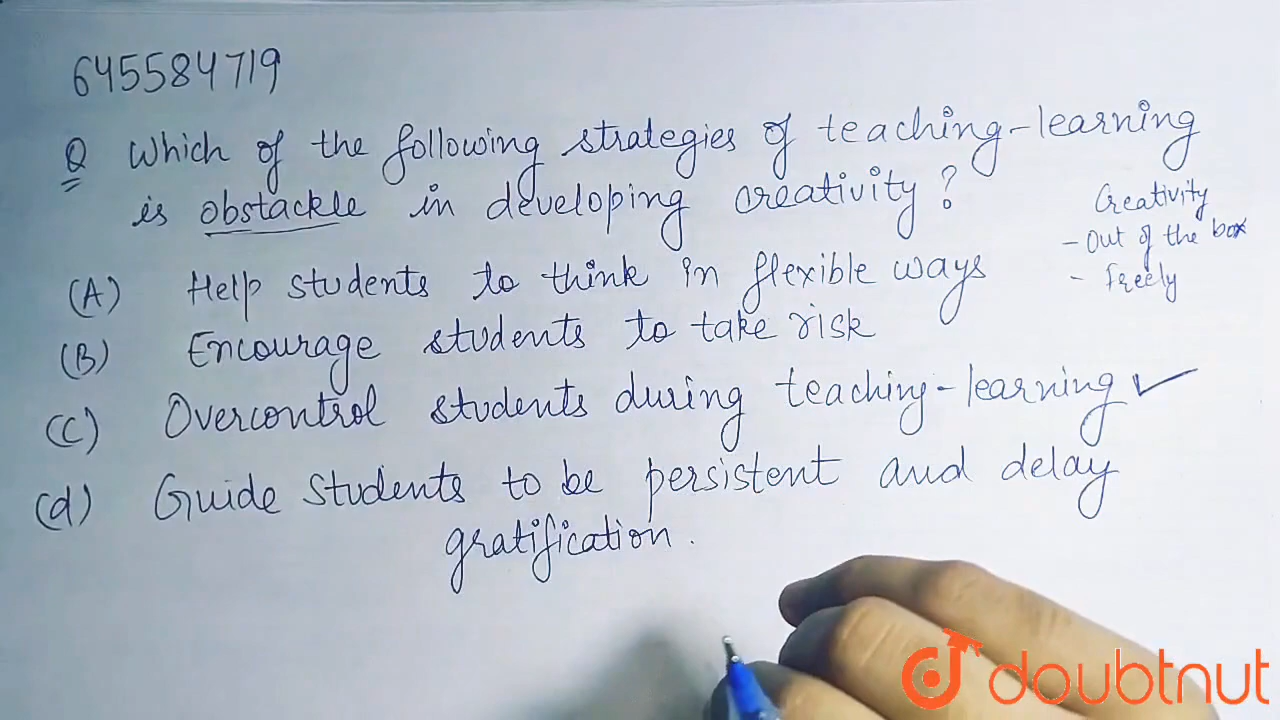 645584719
Q Which of the following strategies of teaching-learning
is obstackle in developing creativity?
Creativity
- Out of the box
- Freely
(A) Help students to think in flexible ways
(B) Encourage students to take risk
(C) Overcontrol students during teaching-learning ✓
(d) Guide students to be persistent and delay
gratification.
doubtnut